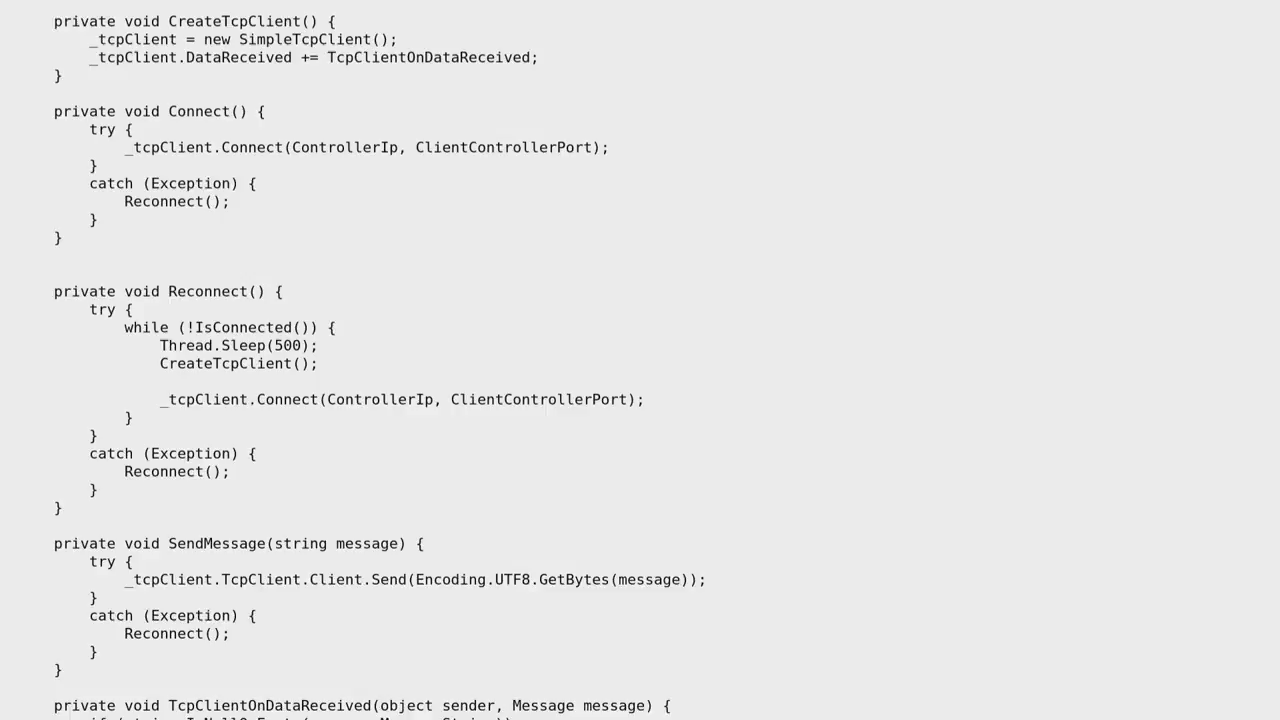 private void CreateTcpClient() {
    _tcpClient = new SimpleTcpClient();
    _tcpClient.DataReceived += TcpClientOnDataReceived;
}

private void Connect() {
    try {
        _tcpClient.Connect(ControllerIp, ClientControllerPort);
    }
    catch (Exception) {
        Reconnect();
    }
}

private void Reconnect() {
    try {
        while (!IsConnected()) {
            Thread.Sleep(500);
            CreateTcpClient();

            _tcpClient.Connect(ControllerIp, ClientControllerPort);
        }
    }
    catch (Exception) {
        Reconnect();
    }
}

private void SendMessage(string message) {
    try {
        _tcpClient.TcpClient.Client.Send(Encoding.UTF8.GetBytes(message));
    }
    catch (Exception) {
        Reconnect();
    }
}

private void TcpClientOnDataReceived(object sender, Message message) {